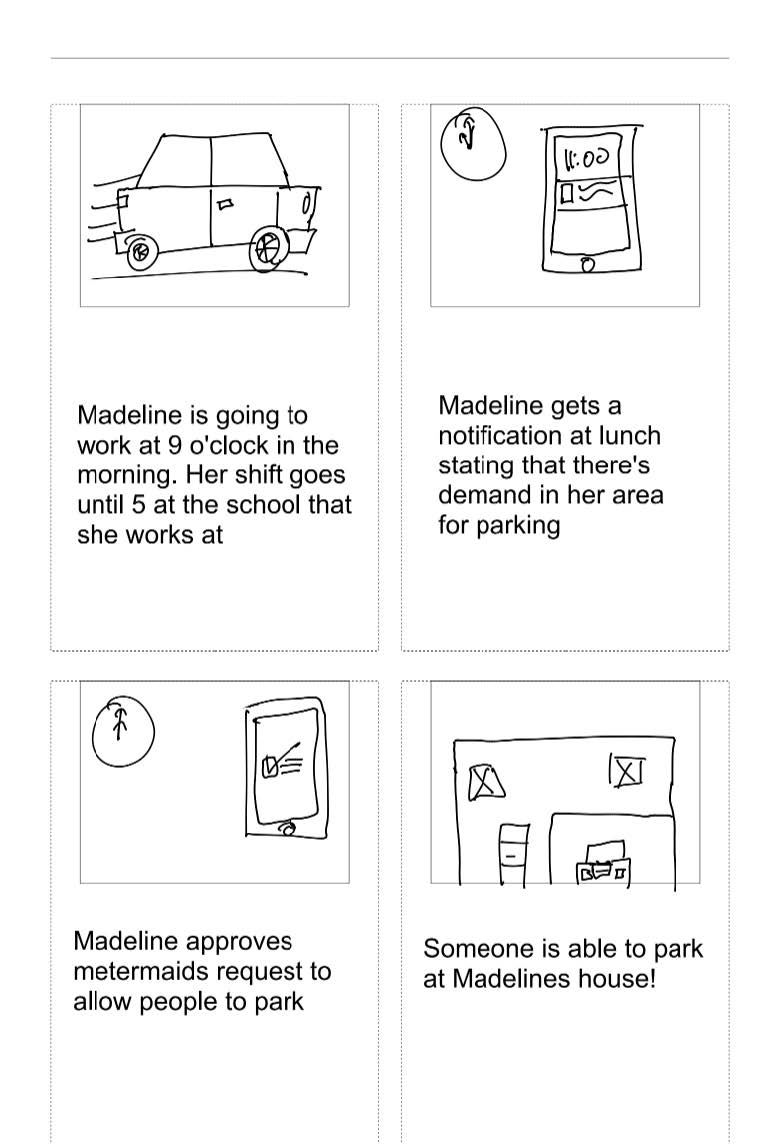 Madeline is going to
work at 9 o'clock in the
morning. Her shift goes
until 5 at the school that
she works at
11:00
Madeline gets a
notification at lunch
stating that there's
demand in her area
for parking
Madeline approves
metermaids request to
allow people to park
Someone is able to park
at Madelines house!